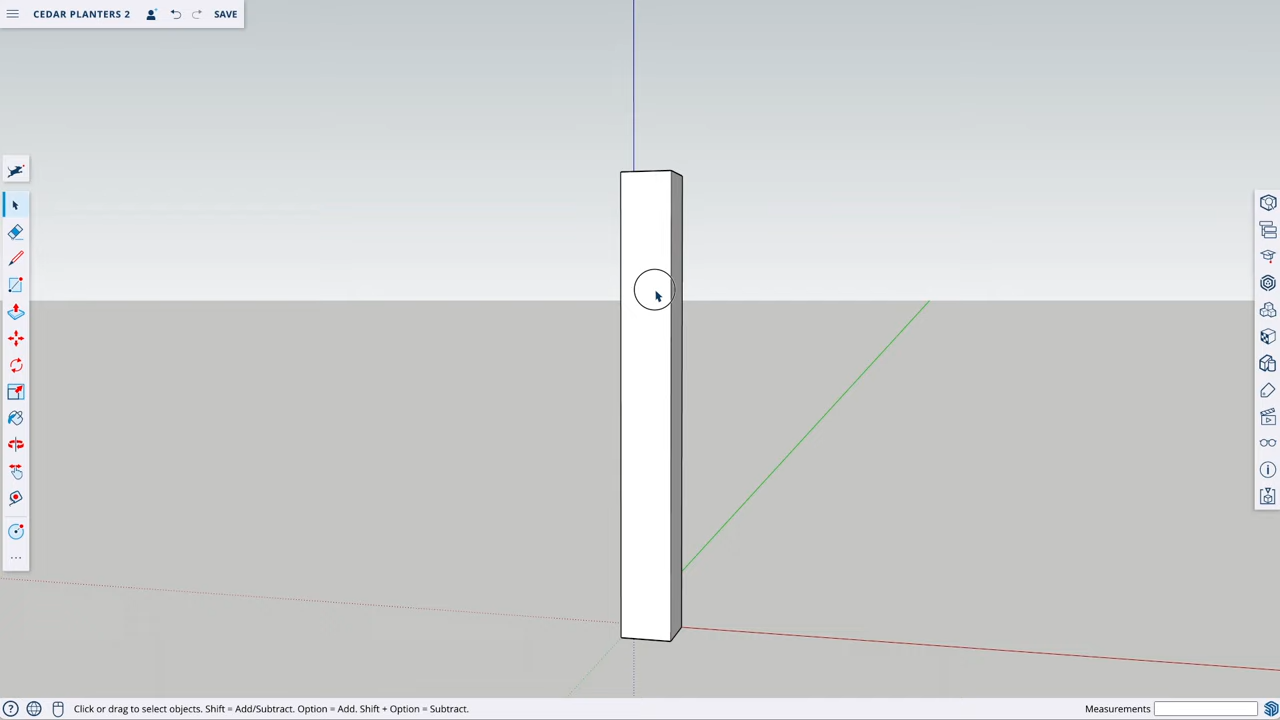 CEDAR PLANTERS 2
SAVE
Click or drag to select objects. Shift = Add/Subtract. Option = Add. Shift + Option = Subtract.
Measurements